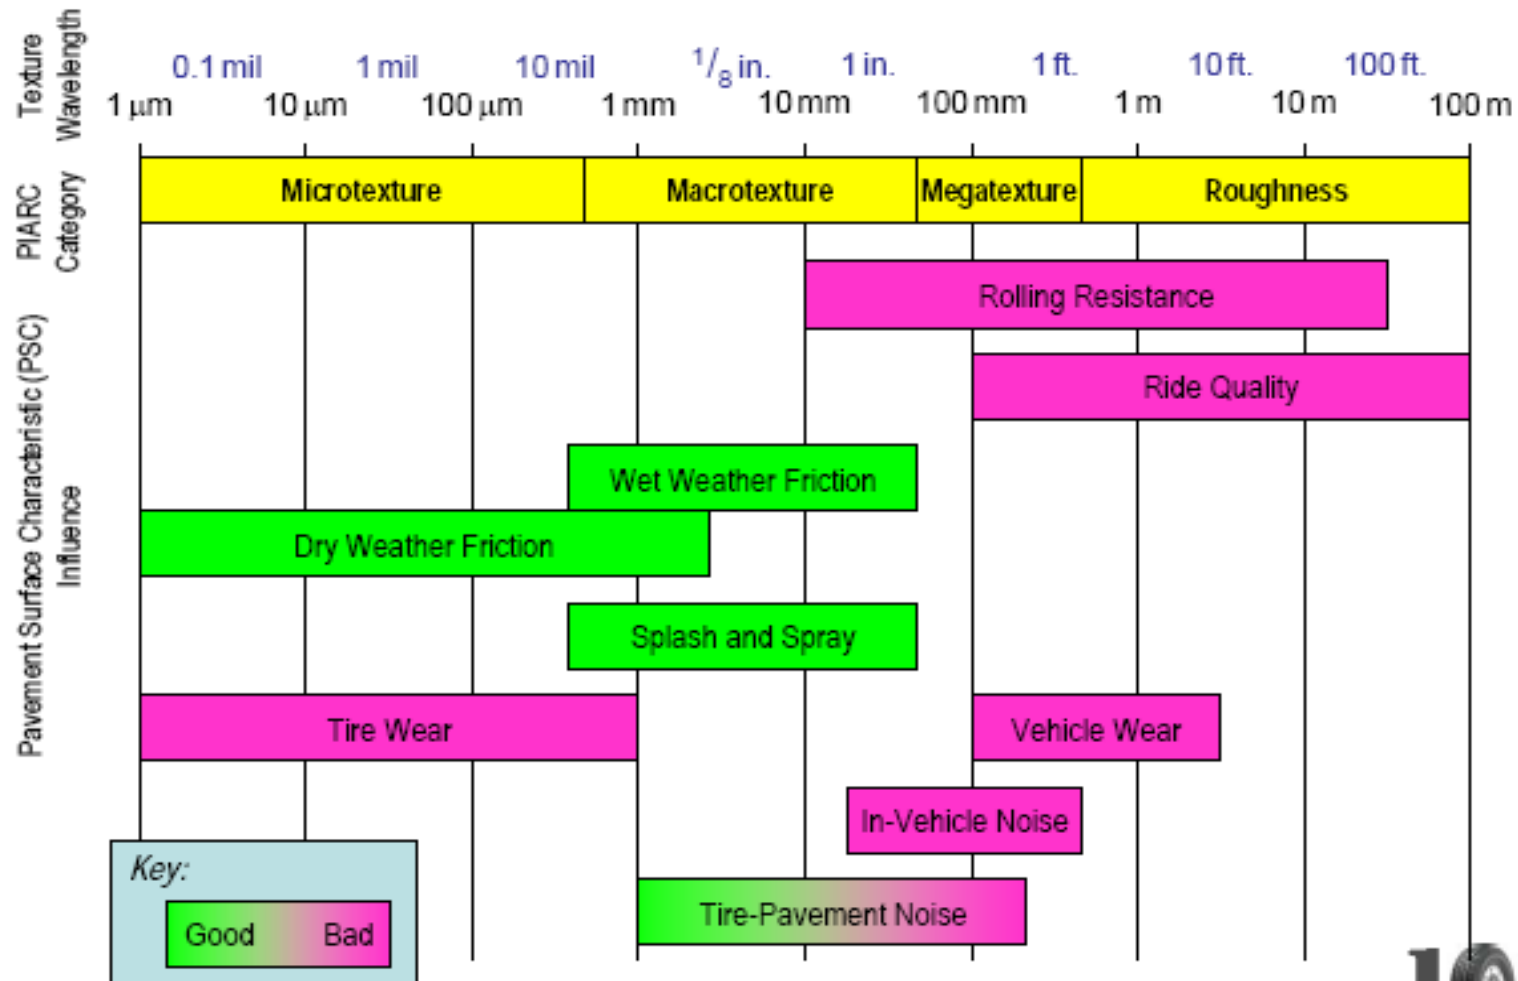 Texture
Wavelength
0.1 mil 1 mil 10 mil 1/8 in. 1 in. 1 ft. 10 ft. 100 ft.
1 μm 10 μm 100 μm 1 mm 10 mm 100 mm 1 m 10 m 100 m
PIARC
Category
Microtexture Macrotexture Megatexture Roughness
Pavement Surface Characteristic (PSC)
Influence
Rolling Resistance
Ride Quality
Wet Weather Friction
Dry Weather Friction
Splash and Spray
Tire Wear Vehicle Wear
In-Vehicle Noise
Tire-Pavement Noise
Key:
Good Bad